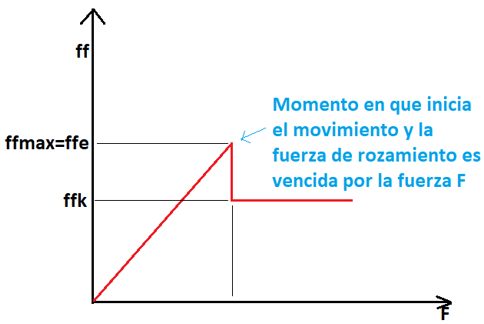 ff
Momento en que inicia
el movimiento y la
fuerza de rozamiento es
vencida por la fuerza F
ffmax=ffe
ffk
F